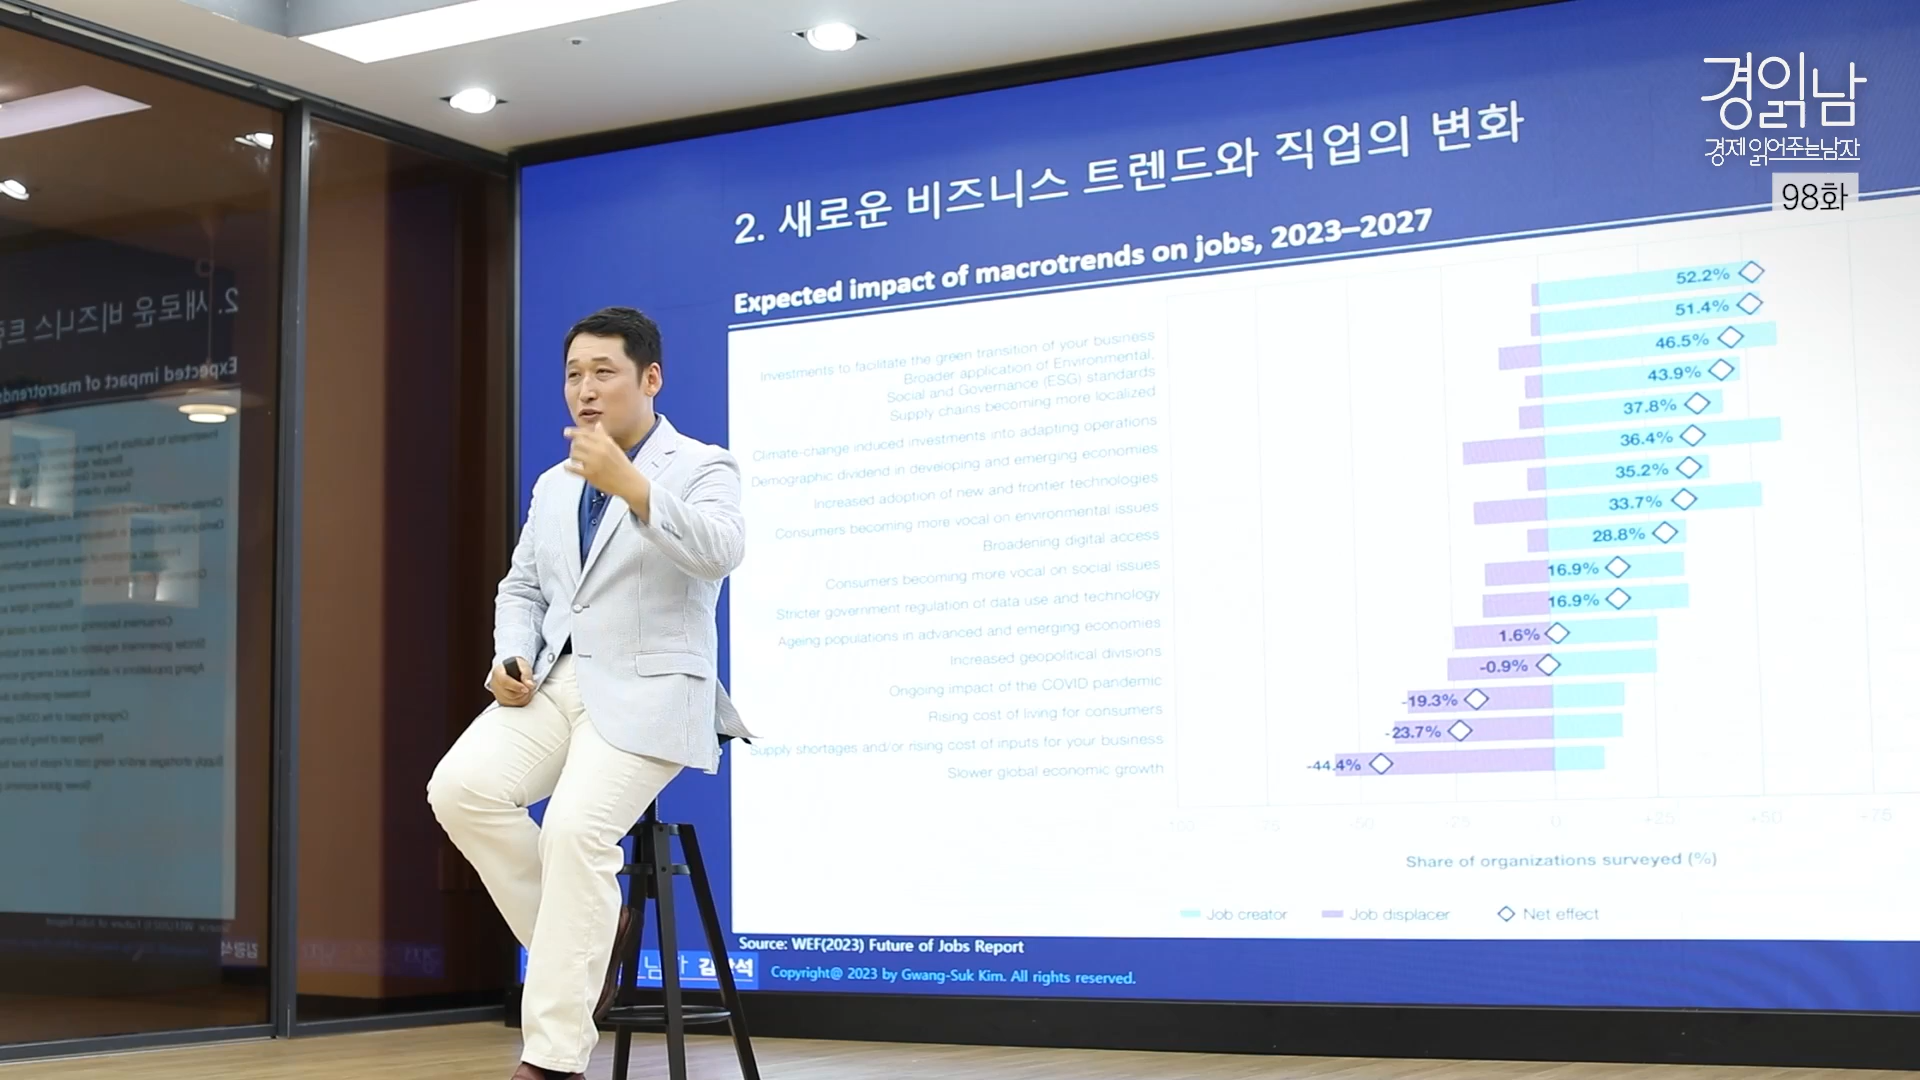 경읽남
경제 읽어주는남자
98화
2. 새로운 비즈니스 트렌드와 직업의 변화
Expected impact of macrotrends on jobs, 2023–2027
Investments to facilitate the green transition of your business
Broader application of Environmental,
Social and Governance (ESG) standards
Supply chains becoming more localized
Climate-change induced investments into adapting operations
Demographic dividend in developing and emerging economies
Increased adoption of new and frontier technologies
Consumers becoming more vocal on environmental issues
Broadening digital access
Consumers becoming more vocal on social issues
Stricter government regulation of data use and technology
Ageing populations in advanced and emerging economies
Increased geopolitical divisions
Ongoing impact of the COVID pandemic
Rising cost of living for consumers
Supply shortages and/or rising cost of inputs for your business
Slower global economic growth
52.2%
51.4%
46.5%
43.9%
37.8%
36.4%
35.2%
33.7%
28.8%
16.9%
16.9%
1.6%
-0.9%
-19.3%
-23.7%
-44.4%
-100 -75 -50 -25 0 +25 +50 +75
Share of organizations surveyed (%)
Job creator Job displacer Net effect
Source: WEF(2023) Future of Jobs Report
Copyright@ 2023 by Gwang-Suk Kim. All rights reserved.